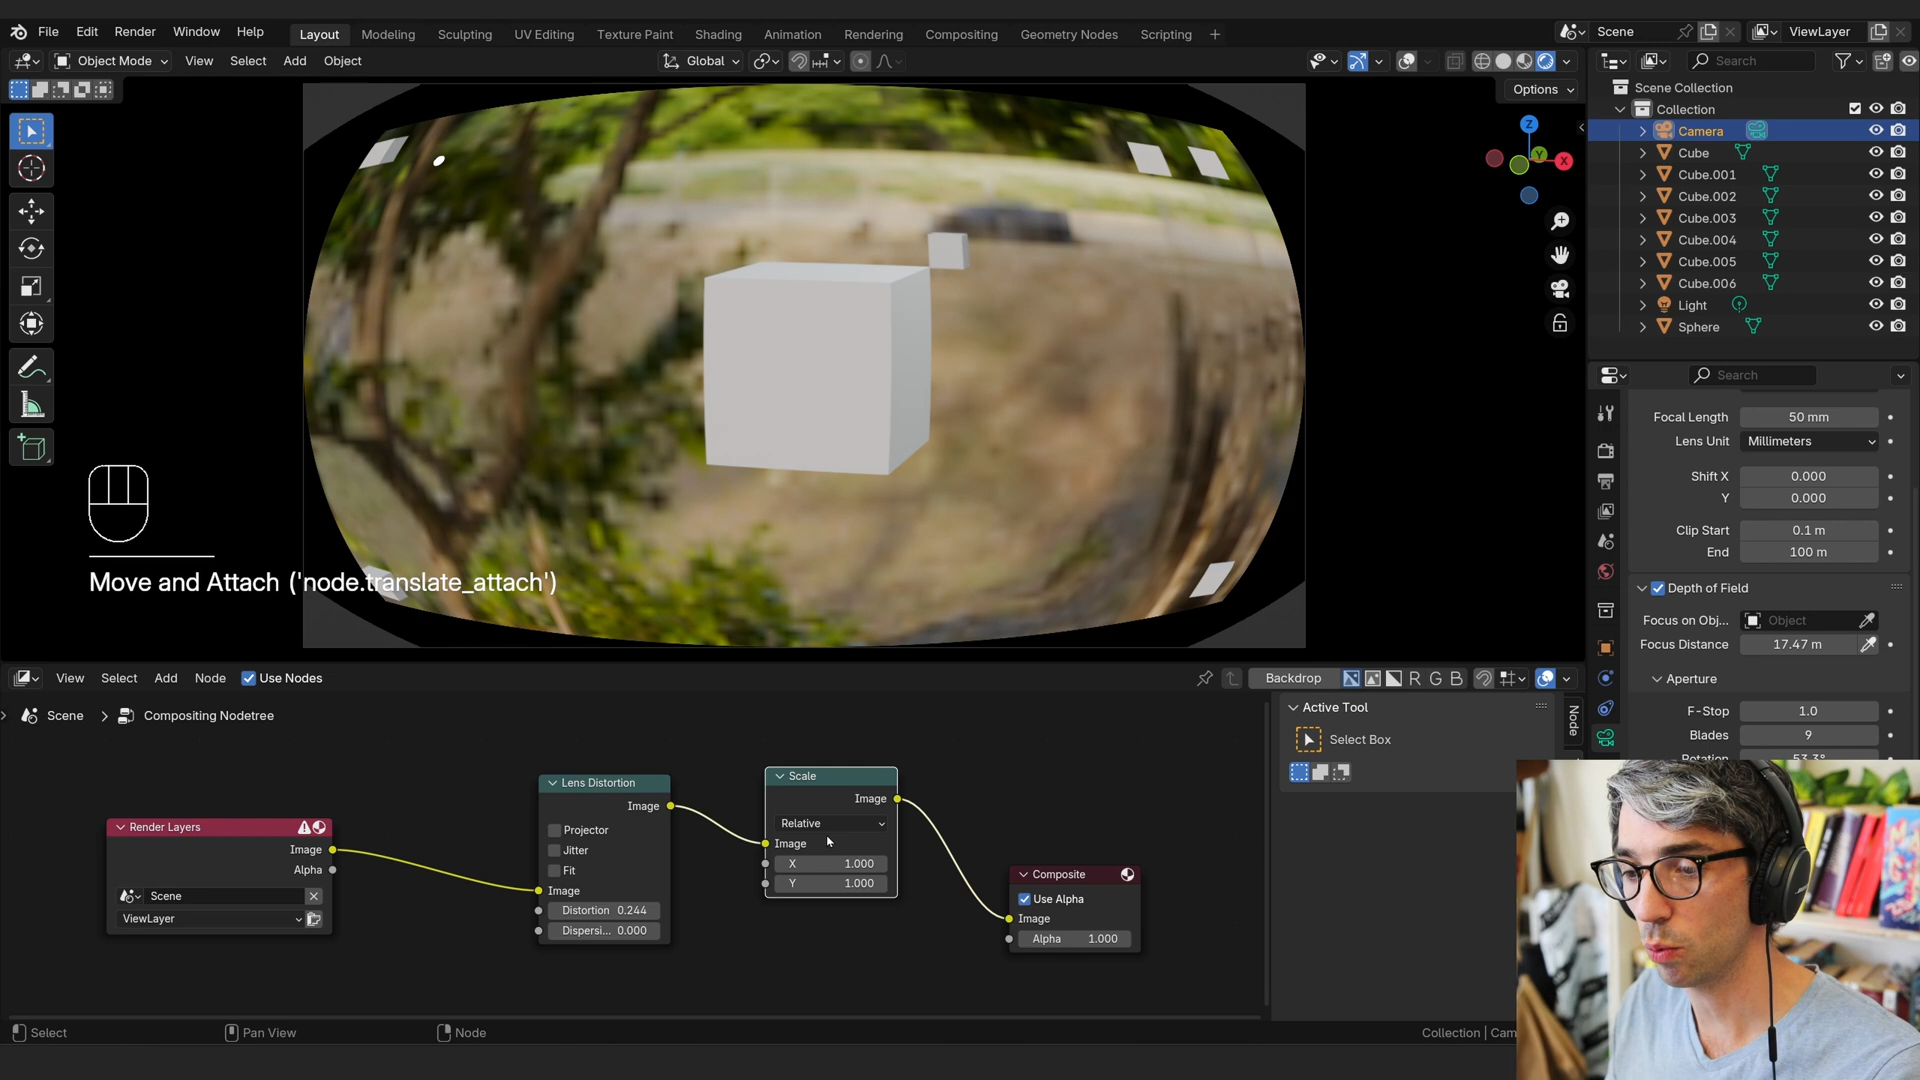 File Edit Render Window Help Layout Modeling Sculpting UV Editing Texture Paint Shading Animation Rendering Compositing Geometry Nodes Scripting + Scene ViewLayer
Object Mode View Select Add Object Global Search
Options
Scene Collection
Collection
Camera
Cube
Cube.001
Cube.002
Cube.003
Cube.004
Cube.005
Cube.006
Light
Sphere
Z
Y
X
Search
Focal Length 50 mm
Lens Unit Millimeters
Shift X 0.000
Y 0.000
Clip Start 0.1 m
End 100 m
Depth of Field
Focus on Obj... Object
Focus Distance 17.47 m
Aperture
F-Stop 1.0
Blades 9
Move and Attach ('node.translate_attach')
View Select Add Node Use Nodes Backdrop R G B
Scene > Compositing Nodetree
Active Tool
Select Box
Node
Render Layers
Image
Alpha
Scene
ViewLayer
Lens Distortion
Image
Projector
Jitter
Fit
Image
Distortion 0.244
Dispersi... 0.000
Scale
Image
Relative
Image
X 1.000
Y 1.000
Composite
Use Alpha
Image
Alpha 1.000
Select Pan View Node Collection | Cam